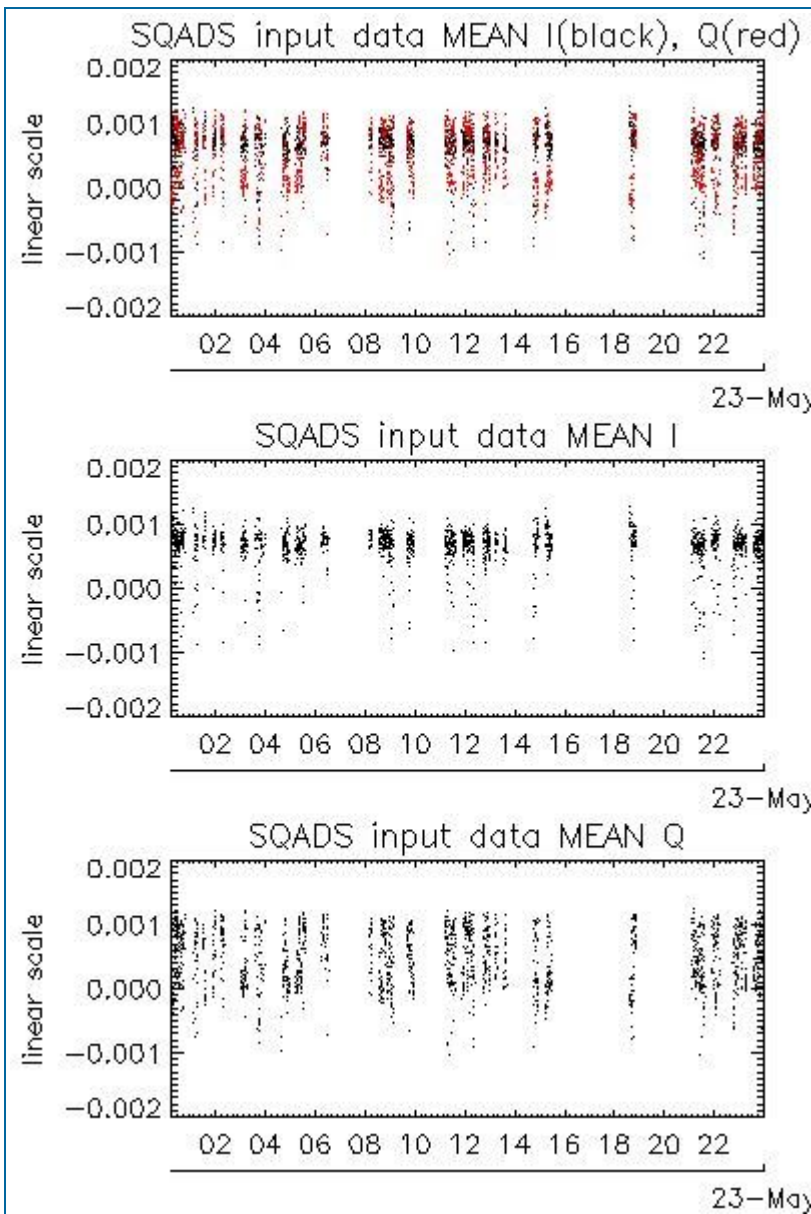 SQADS input data MEAN I(black), Q(red)
0.002
0.001
0.000
−0.001
−0.002
linear scale
02 04 06 08 10 12 14 16 18 20 22
23-May
SQADS input data MEAN I
0.002
0.001
0.000
−0.001
−0.002
linear scale
02 04 06 08 10 12 14 16 18 20 22
23-May
SQADS input data MEAN Q
0.002
0.001
0.000
−0.001
−0.002
linear scale
02 04 06 08 10 12 14 16 18 20 22
23-May